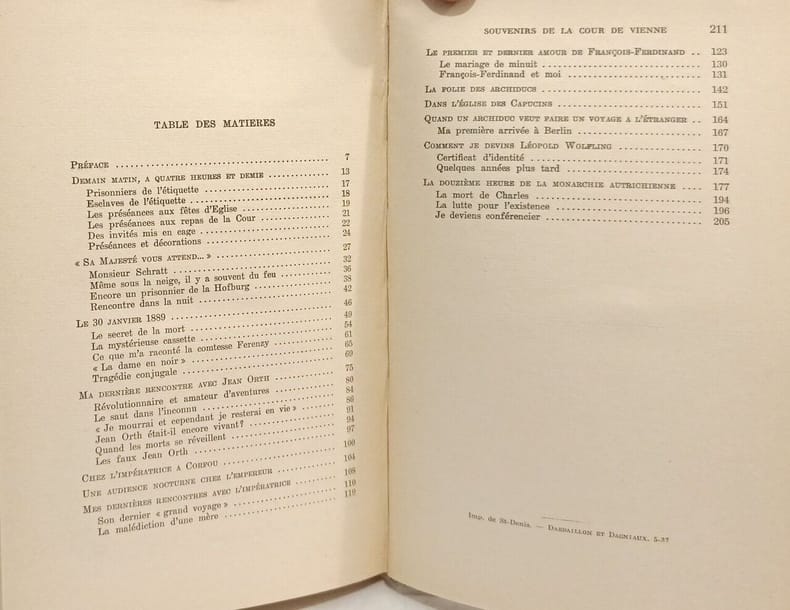 TABLE DES MATIERES
PRÉFACE 7
DEMAIN MATIN, A QUATRE HEURES ET DEMIE 13
Prisonniers de l'étiquette 17
Esclaves de l'étiquette 18
Les préséances aux fêtes d'Eglise 19
Les préséances aux repas de la Cour 21
Des invités mis en cage 22
Préséances et décorations 24
« SA MAJESTÉ VOUS ATTEND... » 27
Monsieur Schratt 32
Même sous la neige, il y a souvent du feu 36
Encore un prisonnier de la Hofburg 38
Rencontre dans la nuit 42
LE 30 JANVIER 1889 46
Le secret de la mort 49
La mystérieuse cassette 54
Ce que m'a raconté la comtesse Ferenzy 61
« La dame en noir » 65
Tragédie conjugale 69
MA DERNIÈRE RENCONTRE AVEC JEAN ORTH 75
Révolutionnaire et amateur d'aventures 80
Le saut dans l'inconnu 84
« Je mourrai et cependant je resterai en vie » 86
Jean Orth était-il encore vivant? 91
Quand les morts se réveillent 94
Les faux Jean Orth 97
CHEZ L'IMPÉRATRICE A CORFOU 100
UNE AUDIENCE NOCTURNE CHEZ L'EMPEREUR 104
MES DERNIÈRES RENCONTRES AVEC L'IMPÉRATRICE 108
Son dernier « grand voyage » 110
La malédiction d'une mère 119
SOUVENIRS DE LA COUR DE VIENNE 211
LE PREMIER ET DERNIER AMOUR DE FRANÇOIS-FERDINAND 123
Le mariage de minuit 130
François-Ferdinand et moi 131
LA FOLIE DES ARCHIDUCS 142
DANS L'ÉGLISE DES CAPUCINS 151
QUAND UN ARCHIDUC VEUT FAIRE UN VOYAGE A L'ÉTRANGER 164
Ma première arrivée à Berlin 167
COMMENT JE DEVINS LÉOPOLD WOLFLING 170
Certificat d'identité 171
Quelques années plus tard 174
LA DOUZIÈME HEURE DE LA MONARCHIE AUTRICHIENNE 177
La mort de Charles 194
La lutte pour l'existence 196
Je deviens conférencier 205
Imp. de St-Denis. — DARDAILLON ET DAGNIAUX. 5-37